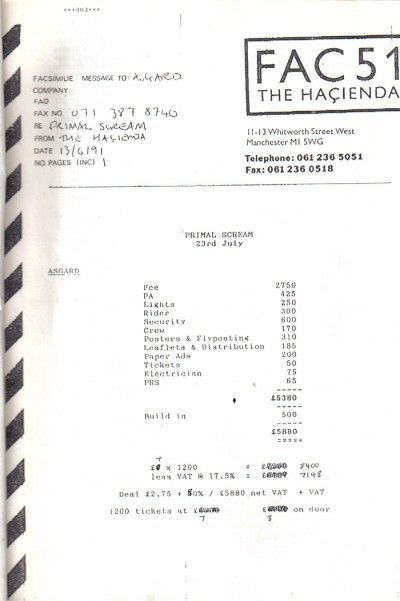 FAC 51
THE HAÇIENDA
11-13 Whitworth Street West
Manchester M1 5WG
Telephone: 061 236 5051
Fax: 061 236 0518
FACSIMILIE MESSAGE TO: ASGARD
COMPANY
FAO
FAX NO. 071 387 8740
RE PRIMAL SCREAM
FROM THE HAÇIENDA
DATE 13/6/91
NO. PAGES (INC) 1
PRIMAL SCREAM
23rd July
ASGARD
Fee 2750
PA 425
Lights 250
Rider 300
Security 600
Crew 170
Posters & Flyposting 310
Leaflets & Distribution 185
Paper Ads 200
Tickets 50
Electrician 75
PRS 65
-----
£5380
-----
Build in 500
-----
£5880
=====
7
£ x 1200 = £ 8400
less VAT @ 17.5% = £ 7148
Deal £2,75 + 80% / £5880 net VAT + VAT
1200 tickets at £ £ on door
7 8